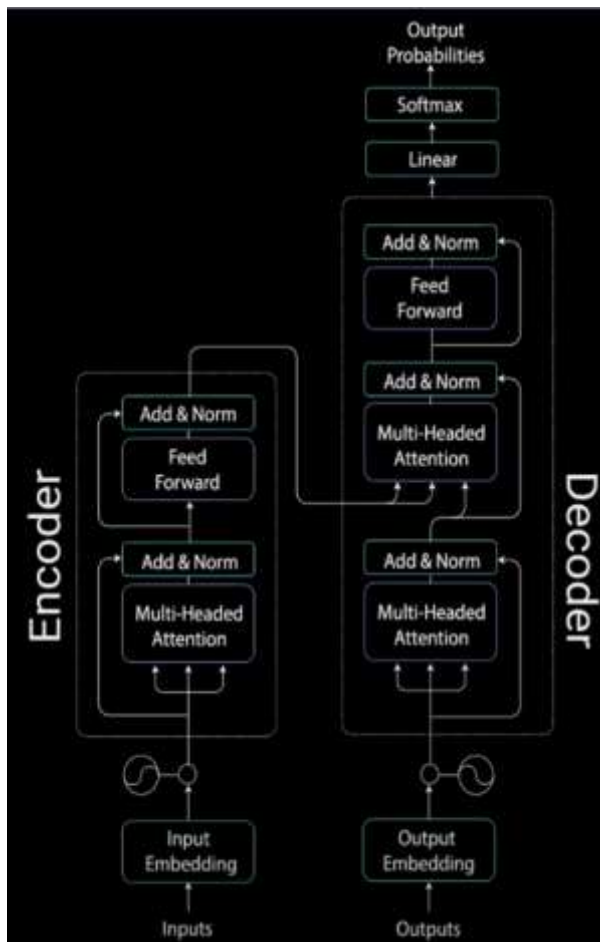 Output
Probabilities
Softmax
Linear
Add & Norm
Feed
Forward
Add & Norm
Multi-Headed
Attention
Add & Norm
Multi-Headed
Attention
Decoder
Output
Embedding
Outputs
Encoder
Add & Norm
Feed
Forward
Add & Norm
Multi-Headed
Attention
Input
Embedding
Inputs